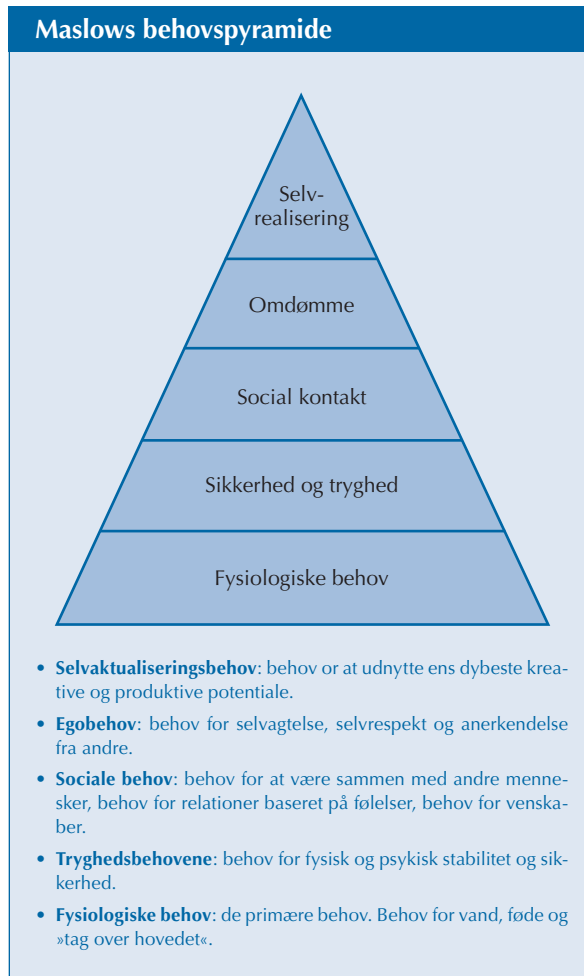 Maslows behovspyramide
Selv-
realisering
Omdømme
Social kontakt
Sikkerhed og tryghed
Fysiologiske behov
• Selvaktualiseringsbehov: behov or at udnytte ens dybeste krea-
tive og produktive potentiale.
• Egobehov: behov for selvagtelse, selvrespekt og anerkendelse
fra andre.
• Sociale behov: behov for at være sammen med andre menne-
sker, behov for relationer baseret på følelser, behov for venska-
ber.
• Tryghedsbehovene: behov for fysisk og psykisk stabilitet og sik-
kerhed.
• Fysiologiske behov: de primære behov. Behov for vand, føde og
»tag over hovedet«.